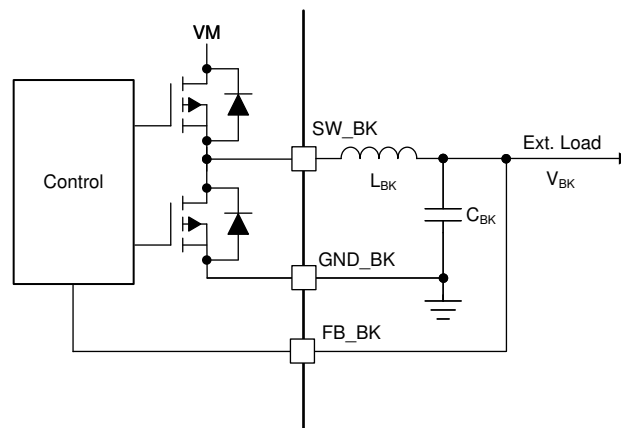 VM
SW_BK
Ext. Load
Control
L_BK
V_BK
C_BK
GND_BK
FB_BK